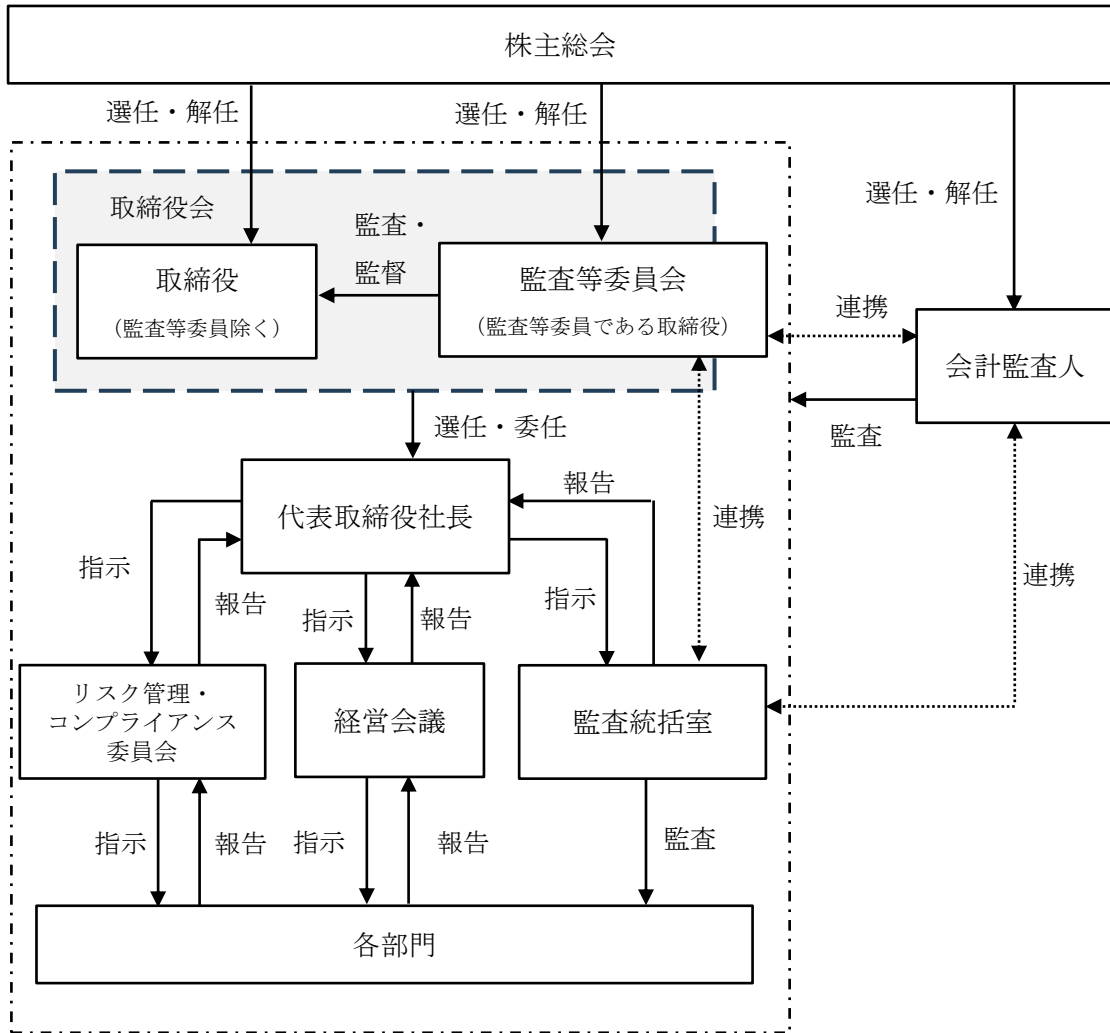 株主総会
選任・解任
選任・解任
選任・解任
取締役会
監査・
監督
取締役
（監査等委員除く）
監査等委員会
（監査等委員である取締役）
連携
会計監査人
監査
選任・委任
代表取締役社長
報告
連携
連携
指示
報告
指示
報告
指示
リスク管理・
コンプライアンス
委員会
経営会議
監査統括室
指示
報告
指示
報告
監査
各部門